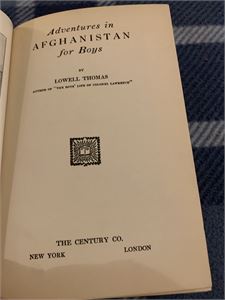 Adventures in
AFGHANISTAN
for Boys
BY
LOWELL THOMAS
AUTHOR OF "THE BOYS' LIFE OF COLONEL LAWRENCE"
THE CENTURY CO.
NEW YORK LONDON